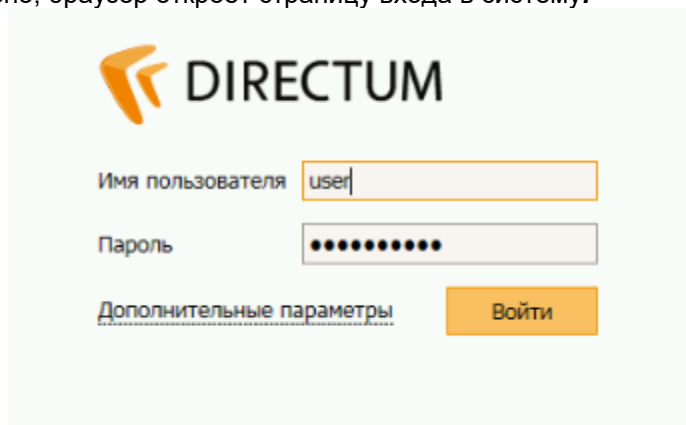 браузер откроет страницу входа в систему.
DIRECTUM
Имя пользователя user
Пароль ••••••••••
Дополнительные параметры Войти